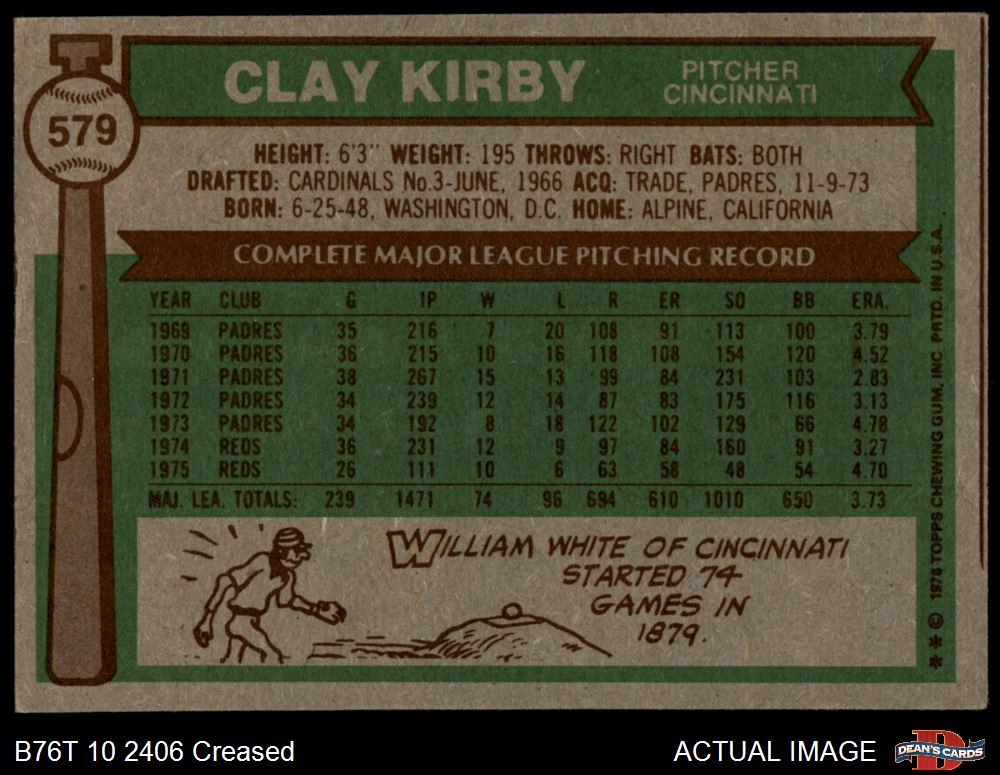 579
CLAY KIRBY
PITCHER
CINCINNATI
HEIGHT: 6'3" WEIGHT: 195 THROWS: RIGHT BATS: BOTH
DRAFTED: CARDINALS No.3-JUNE, 1966 ACQ: TRADE, PADRES, 11-9-73
BORN: 6-25-48, WASHINGTON, D.C. HOME: ALPINE, CALIFORNIA
COMPLETE MAJOR LEAGUE PITCHING RECORD
YEAR CLUB G IP W L R ER SO BB ERA.
1969 PADRES 35 216 7 20 108 91 113 100 3.79
1970 PADRES 36 215 10 16 118 108 154 120 4.52
1971 PADRES 38 267 15 13 99 84 231 103 2.83
1972 PADRES 34 239 12 14 87 83 175 116 3.13
1973 PADRES 34 192 8 18 122 102 129 66 4.78
1974 REDS 36 231 12 9 97 84 160 91 3.27
1975 REDS 26 111 10 6 63 58 48 54 4.70
MAJ. LEA. TOTALS: 239 1471 74 96 694 610 1010 650 3.73
WILLIAM WHITE OF CINCINNATI
STARTED 74
GAMES IN
1879.
** © 1976 TOPPS CHEWING GUM, INC PRTD. IN U.S.A.
B76T 10 2406 Creased
ACTUAL IMAGE
D
DEAN'S CARDS